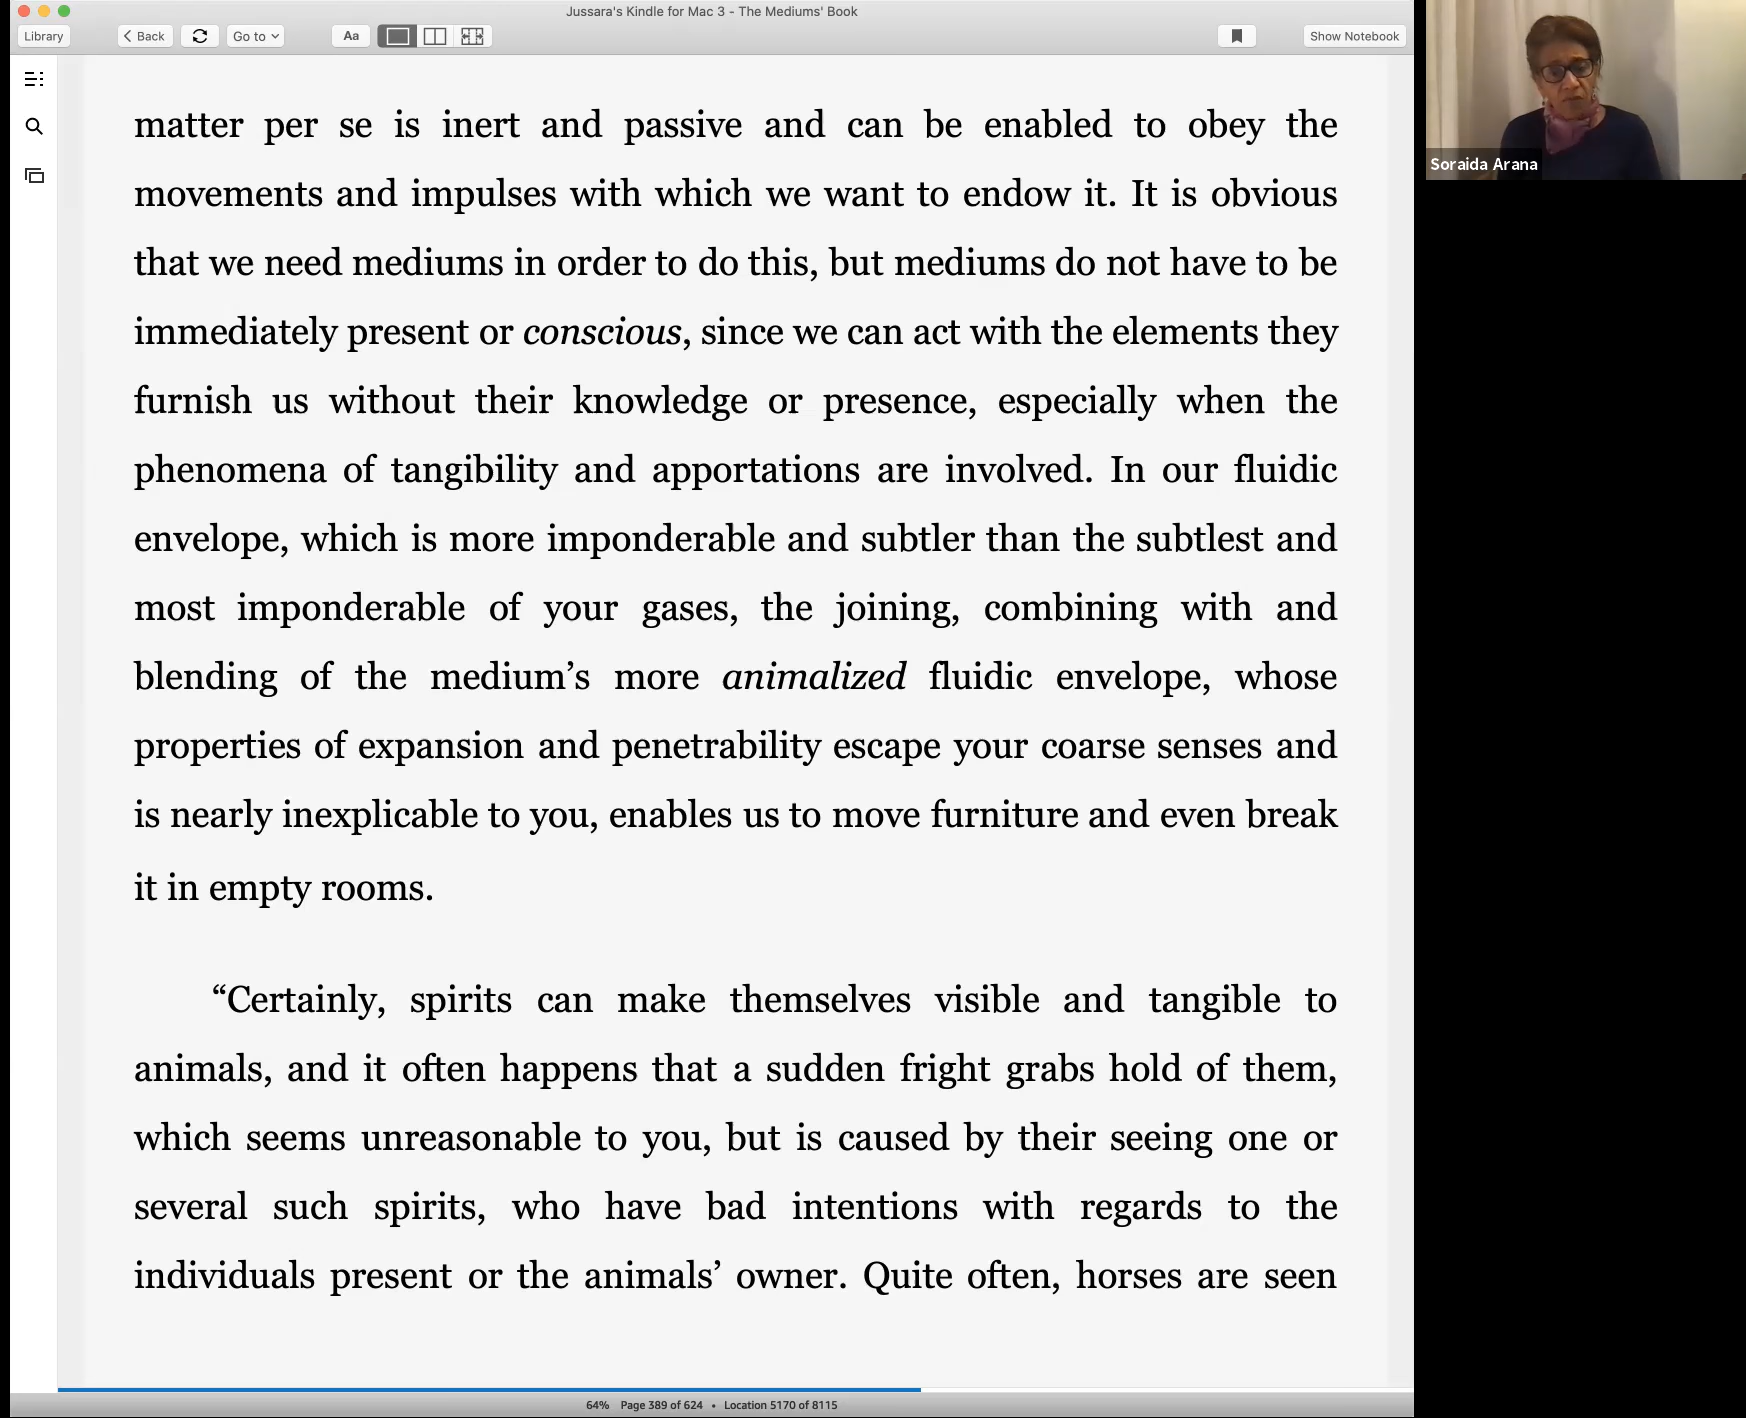 Jussara's Kindle for Mac 3 - The Mediums' Book
Library
Back
Go to
Aa
Show Notebook
matter per se is inert and passive and can be enabled to obey the
movements and impulses with which we want to endow it. It is obvious
that we need mediums in order to do this, but mediums do not have to be
immediately present or conscious, since we can act with the elements they
furnish us without their knowledge or presence, especially when the
phenomena of tangibility and apportations are involved. In our fluidic
envelope, which is more imponderable and subtler than the subtlest and
most imponderable of your gases, the joining, combining with and
blending of the medium’s more animalized fluidic envelope, whose
properties of expansion and penetrability escape your coarse senses and
is nearly inexplicable to you, enables us to move furniture and even break
it in empty rooms.
“Certainly, spirits can make themselves visible and tangible to
animals, and it often happens that a sudden fright grabs hold of them,
which seems unreasonable to you, but is caused by their seeing one or
several such spirits, who have bad intentions with regards to the
individuals present or the animals’ owner. Quite often, horses are seen
64% Page 389 of 624 • Location 5170 of 8115
Soraida Arana